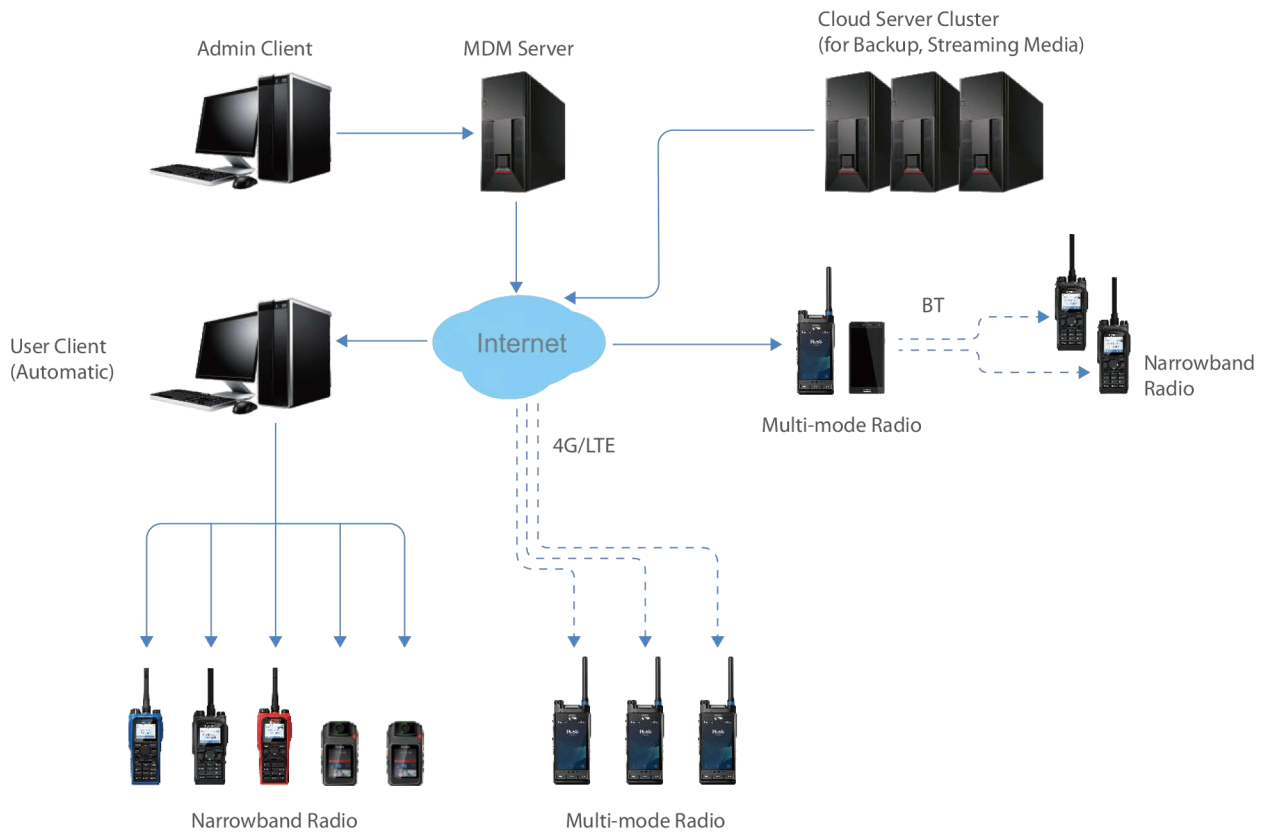 Admin Client
MDM Server
Cloud Server Cluster
(for Backup, Streaming Media)
User Client
(Automatic)
Internet
BT
Narrowband
Radio
Multi-mode Radio
4G/LTE
Narrowband Radio
Multi-mode Radio